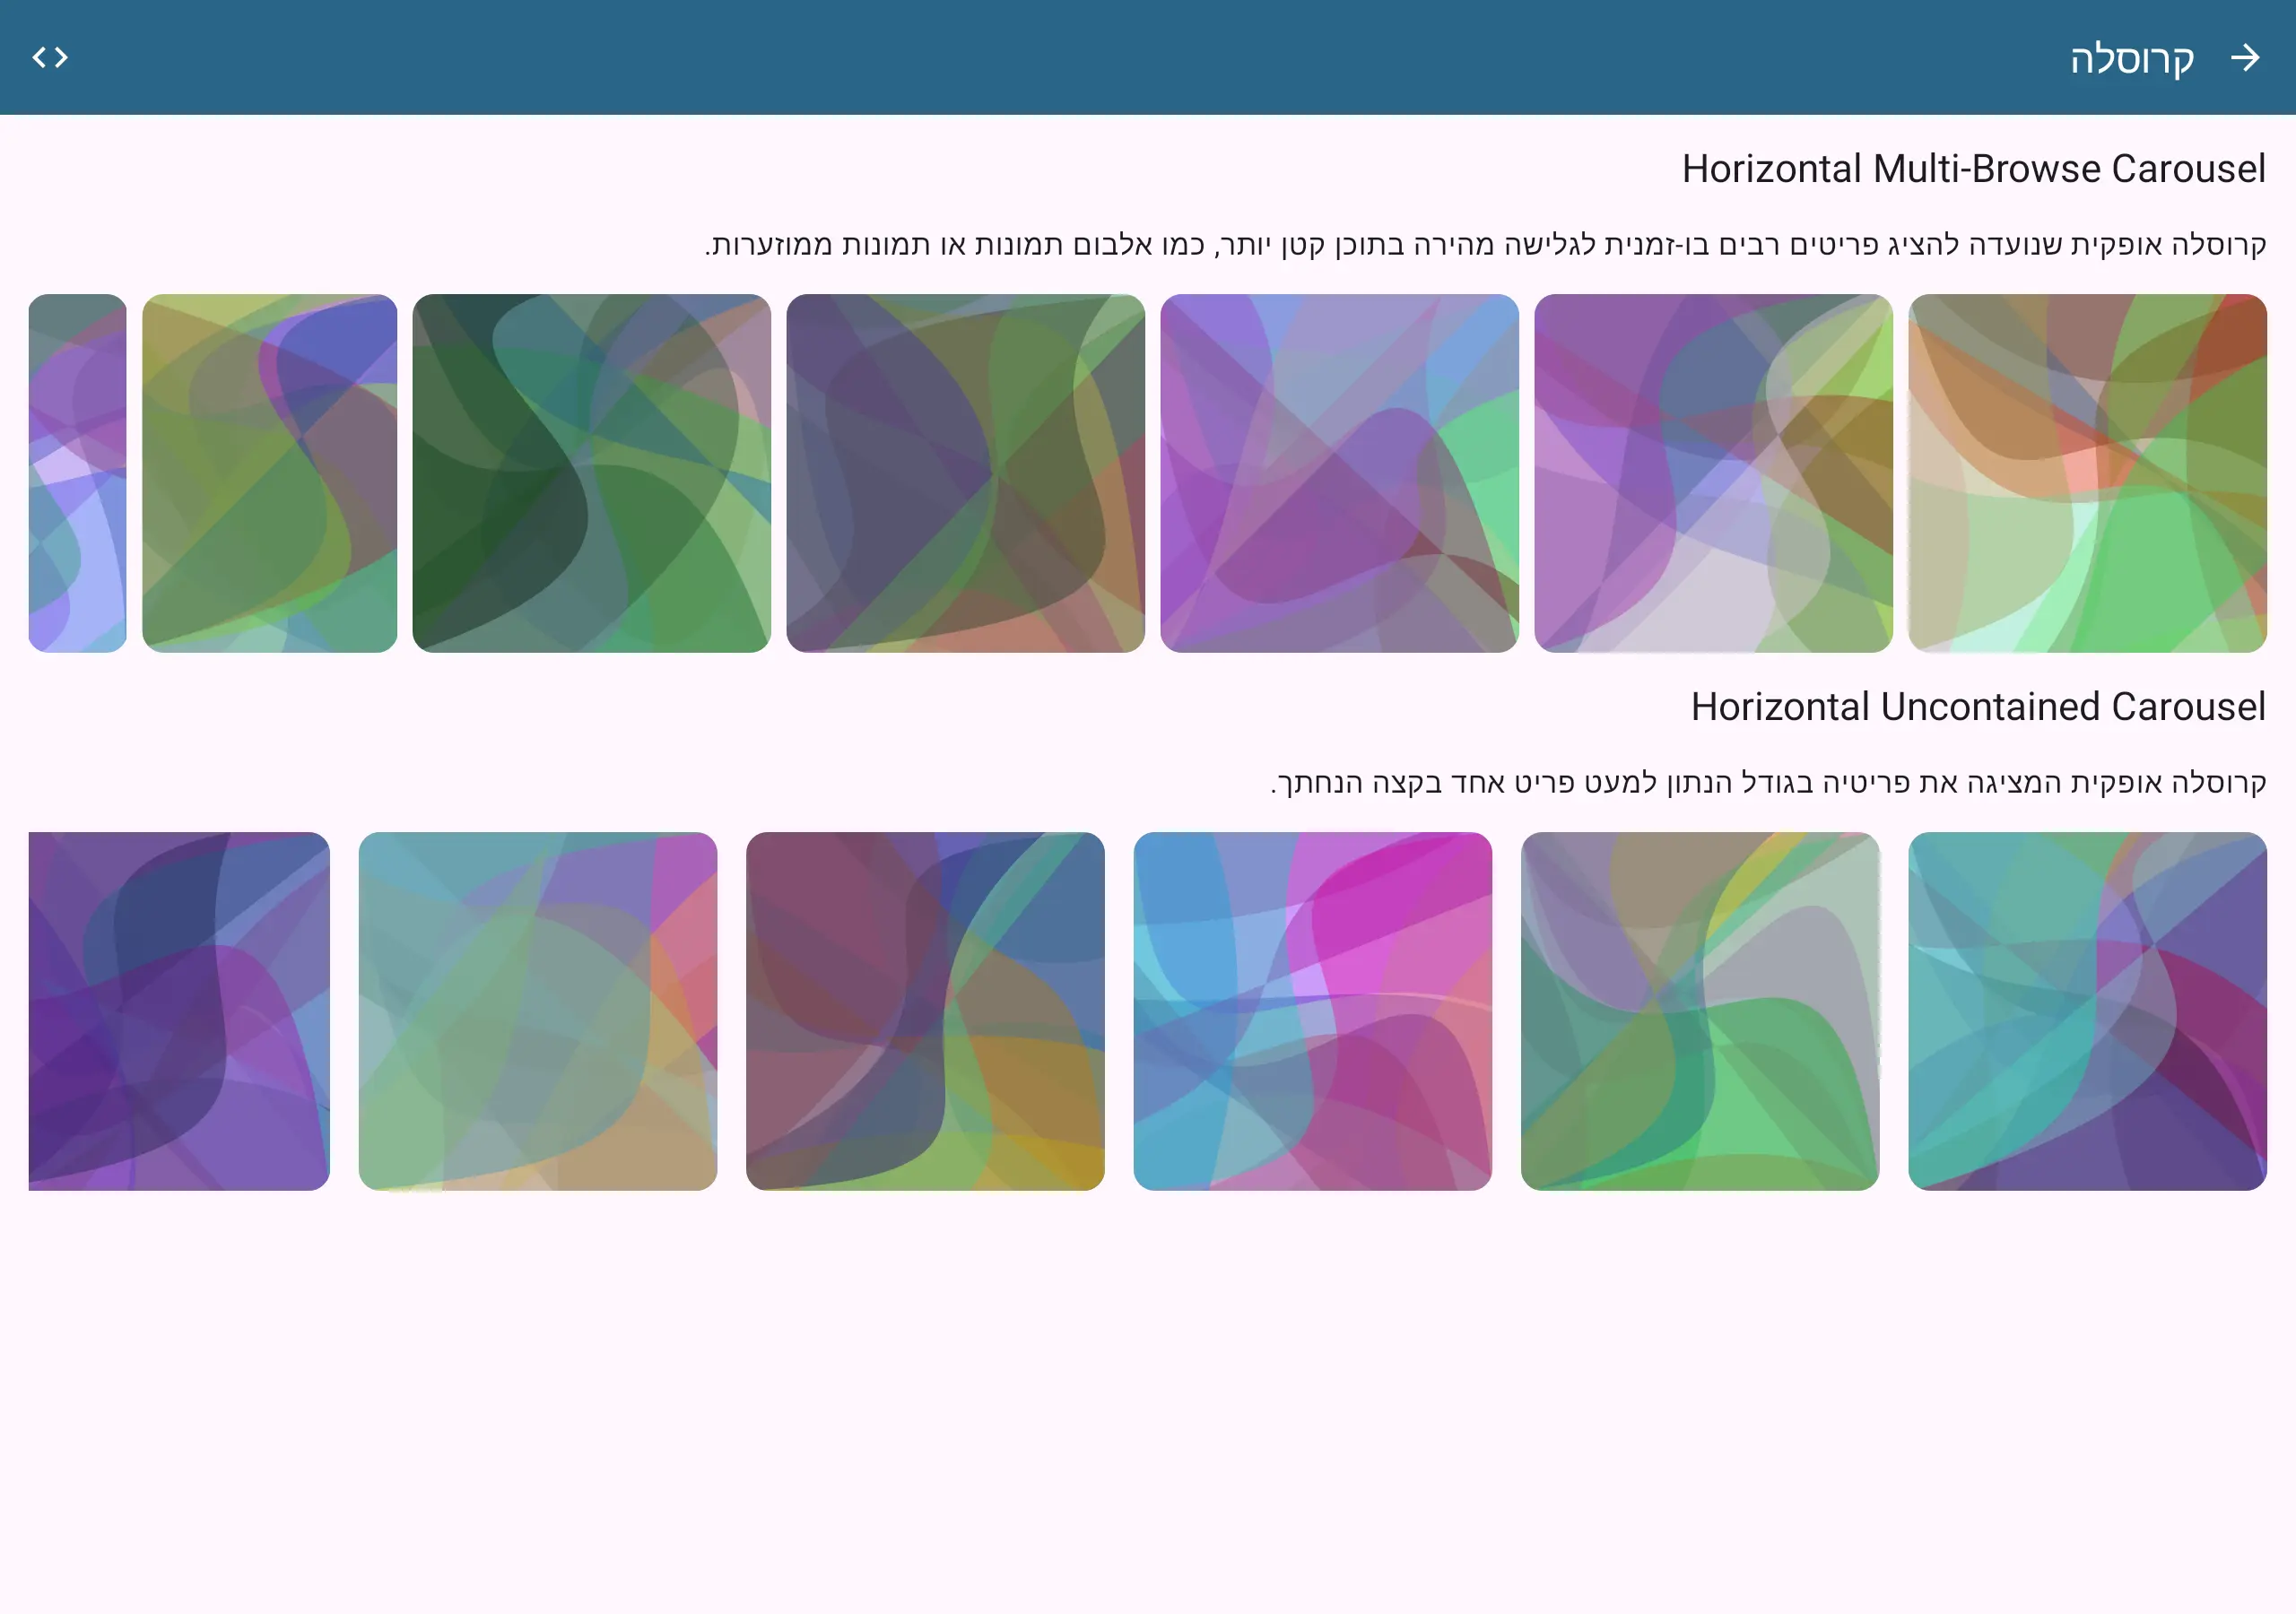 קרוסלה
Horizontal Multi-Browse Carousel
קרוסלה אופקית שנועדה להציג פריטים רבים בו-זמנית לגלישה מהירה בתוכן קטן יותר, כמו אלבום תמונות או תמונות ממוזערות.
Horizontal Uncontained Carousel
קרוסלה אופקית המציגה את פריטיה בגודל הנתון למעט פריט אחד בקצה הנחתך.